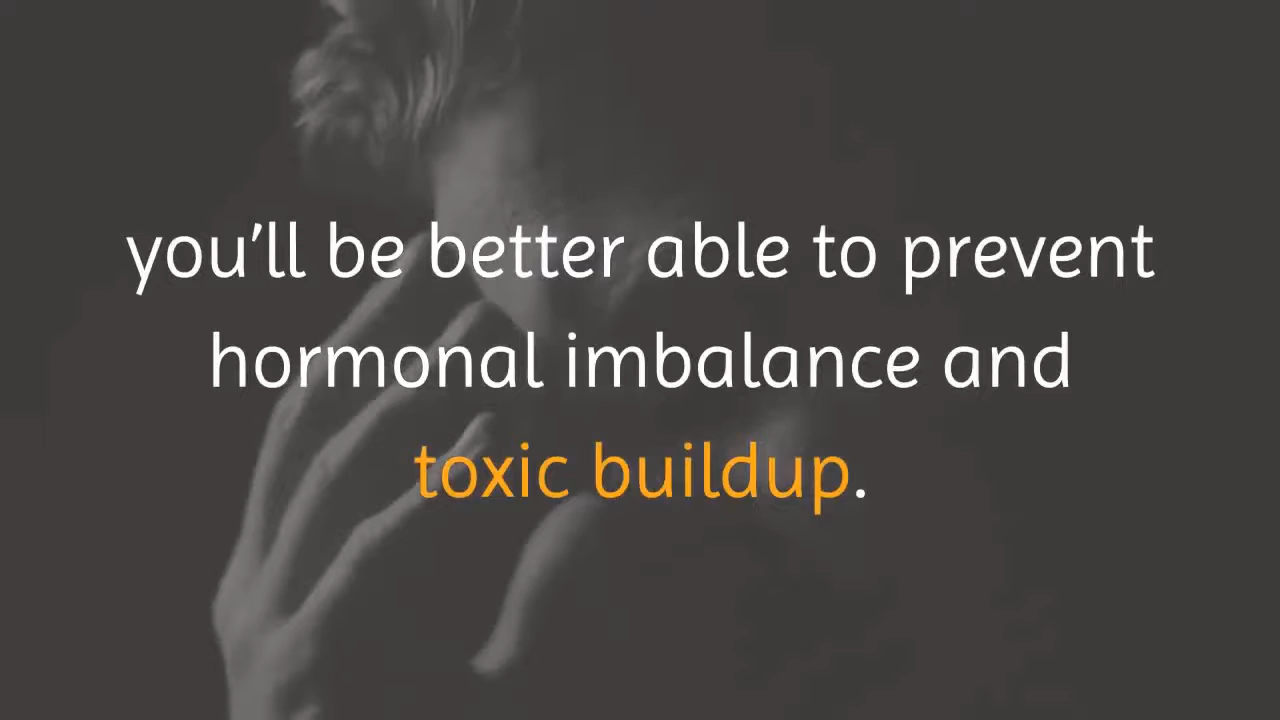 you'll be better able to prevent
hormonal imbalance and
toxic buildup.